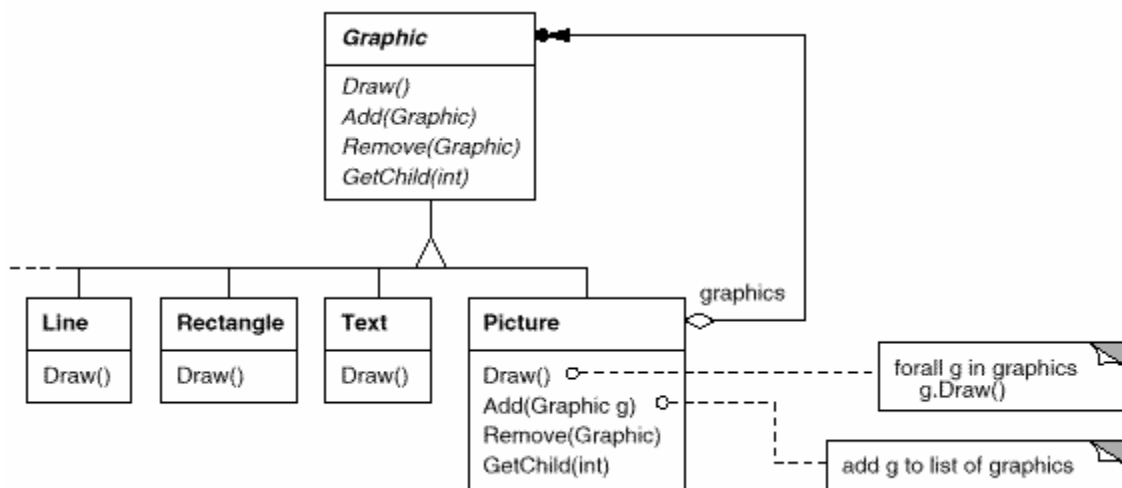 Graphic
Draw()
Add(Graphic)
Remove(Graphic)
GetChild(int)
graphics
Line
Draw()
Rectangle
Draw()
Text
Draw()
Picture
Draw()
Add(Graphic g)
Remove(Graphic)
GetChild(int)
forall g in graphics
g.Draw()
add g to list of graphics